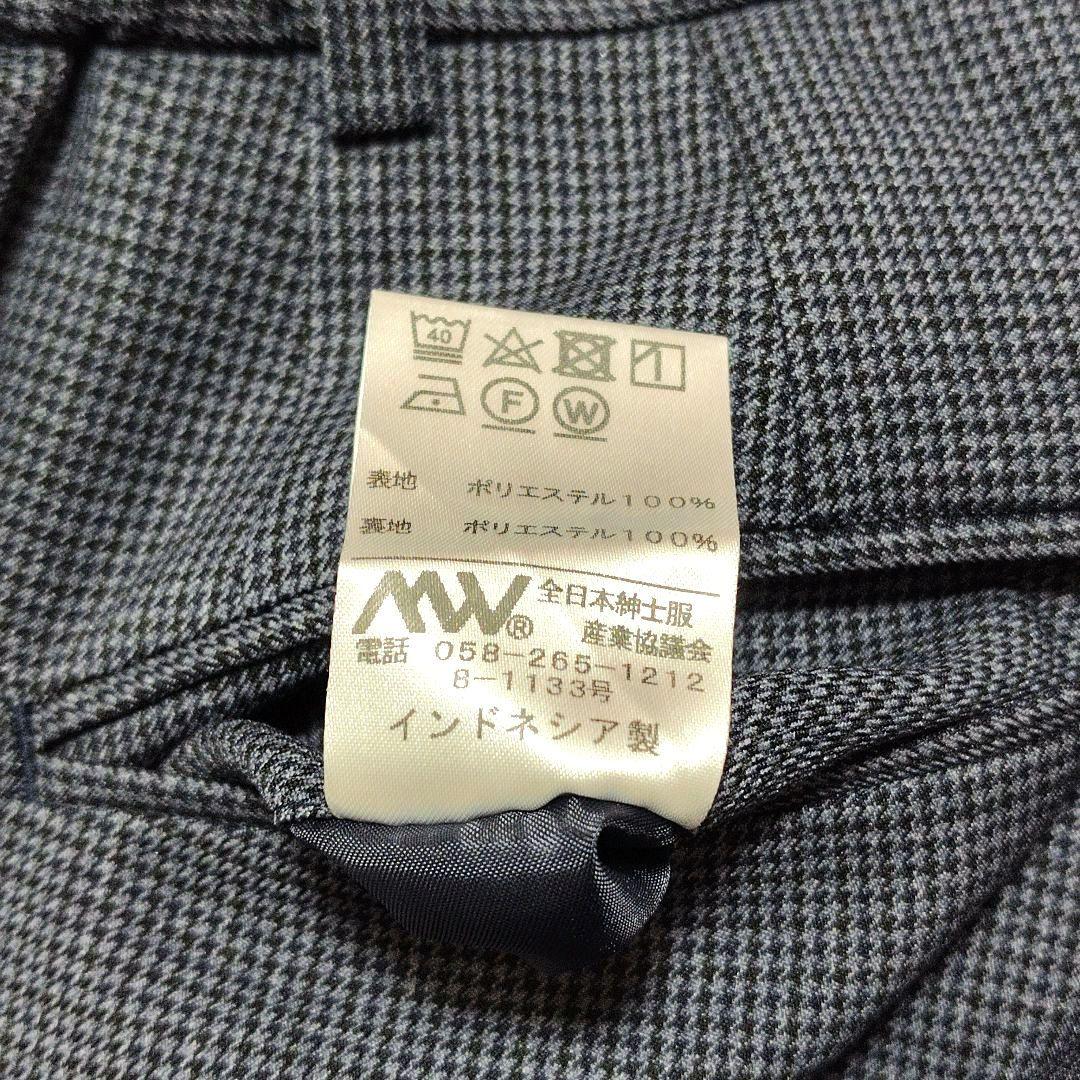 40
F W
表地 ポリエステル100%
裏地 ポリエステル100%
MW® 全日本紳士服
産業協議会
電話 058-265-1212
8-1133号
インドネシア製